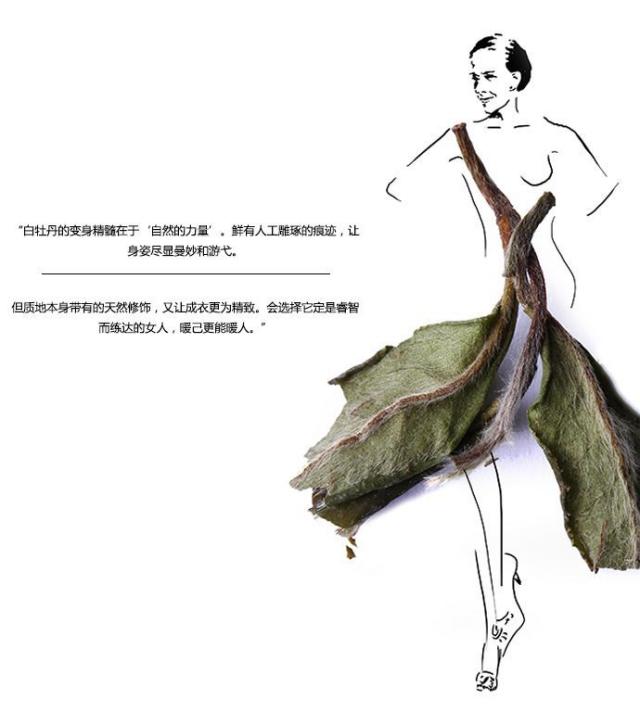 “白牡丹的变身精髓在于‘自然的力量’。鲜有人工雕琢的痕迹，让
身姿尽显曼妙和游弋。
但质地本身带有的天然修饰，又让成衣更为精致。会选择它定是睿智
而练达的女人，暖己更能暖人。”